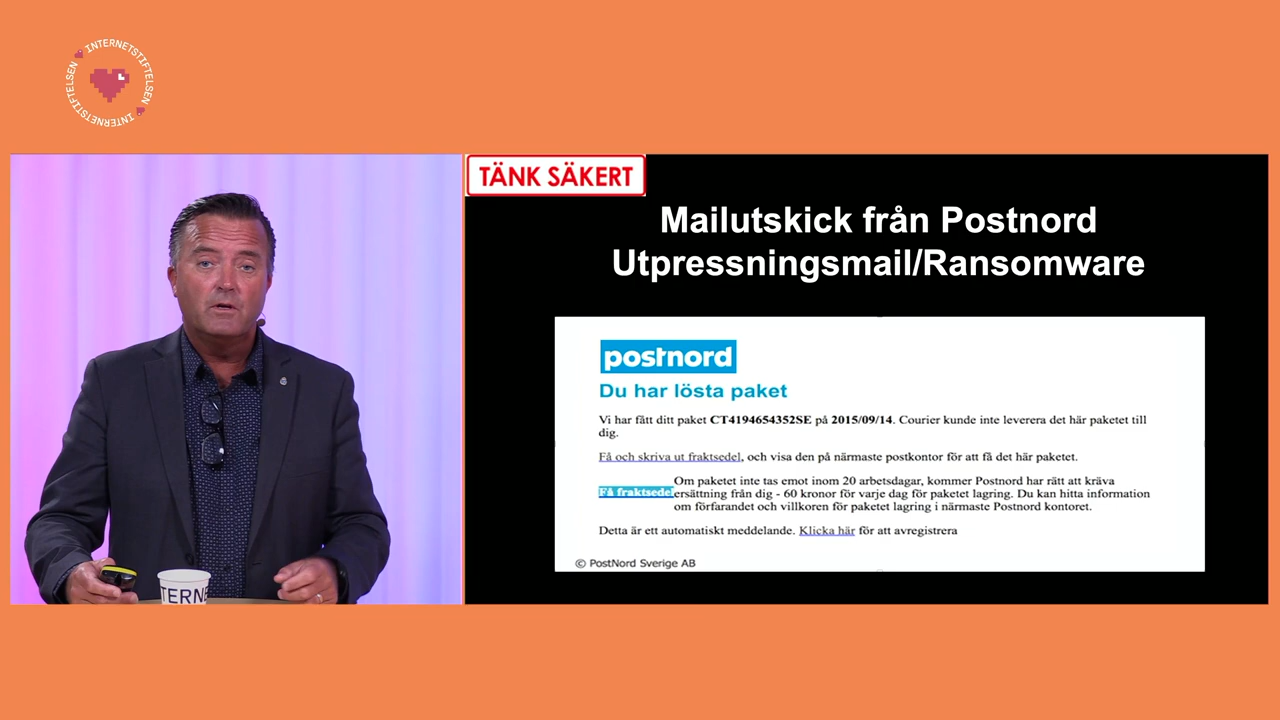 INTERNETSTIFTELSEN
INTERNETSTIFTELSEN
TÄNK SÄKERT
Mailutskick från Postnord
Utpressningsmail/Ransomware
postnord
Du har lösta paket
Vi har fått ditt paket CT4194654352SE på 2015/09/14. Courier kunde inte leverera det här paketet till
dig.
Få och skriva ut fraktsedel, och visa den på närmaste postkontor för att få det här paketet.
Om paketet inte tas emot inom 20 arbetsdagar, kommer Postnord har rätt att kräva
Få fraktsedel ersättning från dig - 60 kronor för varje dag för paketet lagring. Du kan hitta information
om förfarandet och villkoren för paketet lagring i närmaste Postnord kontoret.
Detta är ett automatiskt meddelande. Klicka här för att avregistrera
© PostNord Sverige AB
TERNE